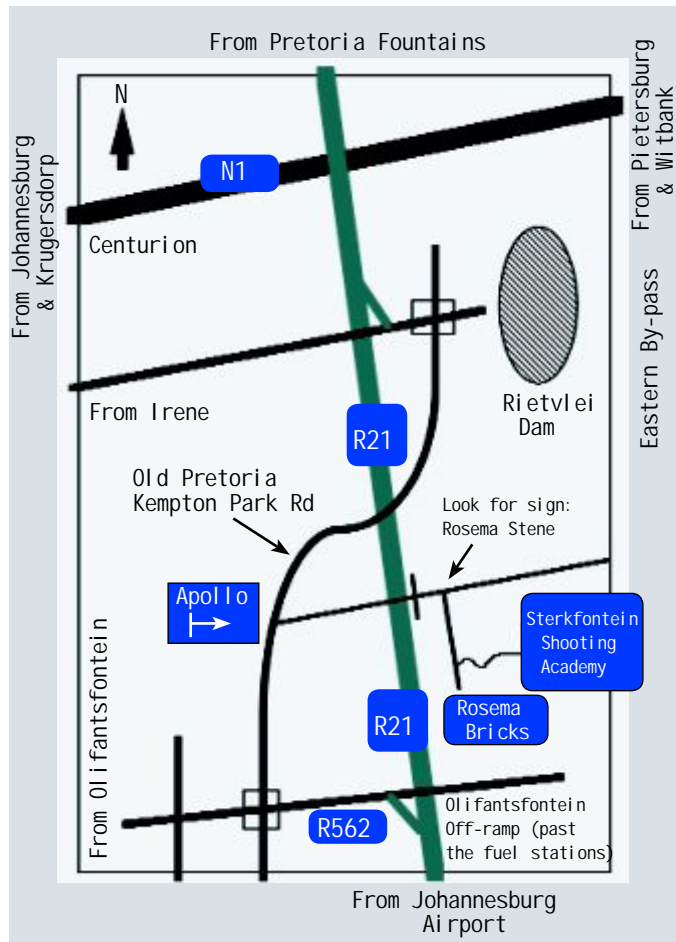 From Pretoria Fountains
From Pietersburg
& Witbank
N
N1
From Johannesburg
& Krugersdorp
Centurion
Eastern By-pass
From Irene
Rietvlei
Dam
R21
Old Pretoria
Kempton Park Rd
Look for sign:
Rosema Stene
Apollo
Sterkfontein
Shooting
Academy
From Olifantsfontein
R21
Rosema
Bricks
R562
Olifantsfontein
Off-ramp (past
the fuel stations)
From Johannesburg
Airport